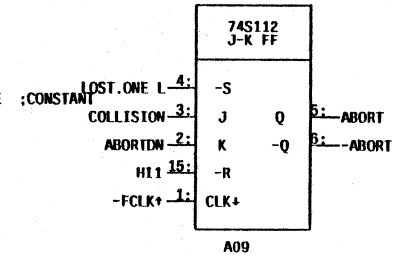 74S112
J-K FF
LOST.ONE L 4: -S
;CONSTANT
COLLISION 3: J Q 5: ABORT
ABORTDN 2: K -Q 6: -ABORT
HI1 15: -R
-FCLK↑ 1: CLK↓
A09